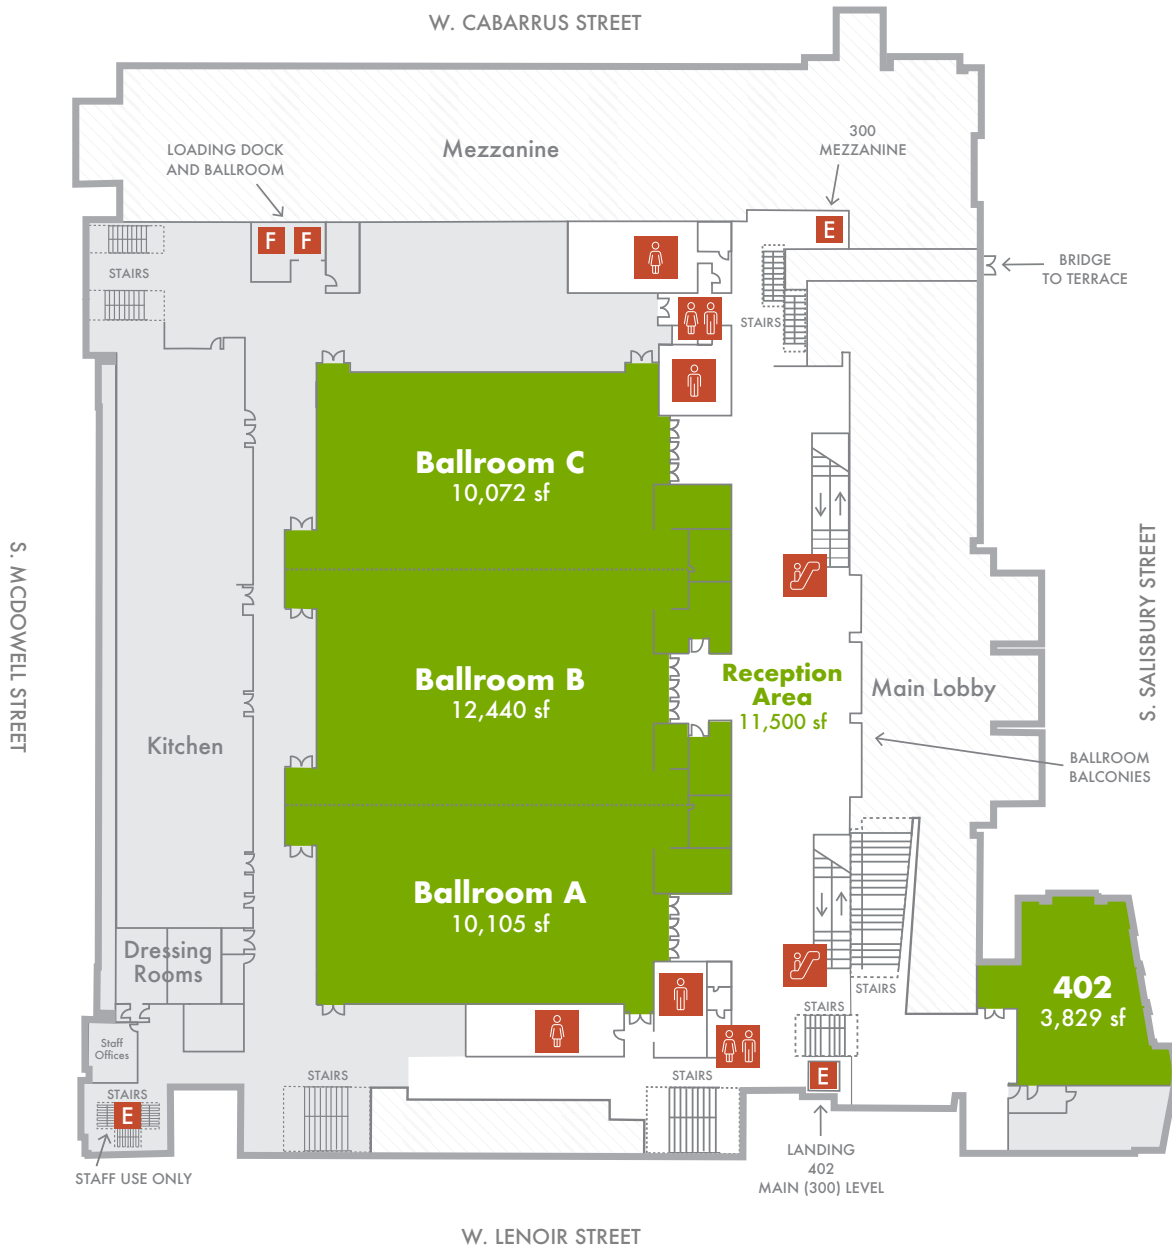 W. CABARRUS STREET
LOADING DOCK
AND BALLROOM
Mezzanine
300
MEZZANINE
F
F
E
STAIRS
BRIDGE
TO TERRACE
STAIRS
Ballroom C
10,072 sf
S. MCDOWELL STREET
S. SALISBURY STREET
Ballroom B
12,440 sf
Reception
Area
11,500 sf
Main Lobby
Kitchen
BALLROOM
BALCONIES
Ballroom A
10,105 sf
Dressing
Rooms
STAIRS
402
3,829 sf
STAIRS
Staff
Offices
STAIRS
STAIRS
STAIRS
E
E
STAFF USE ONLY
LANDING
402
MAIN (300) LEVEL
W. LENOIR STREET